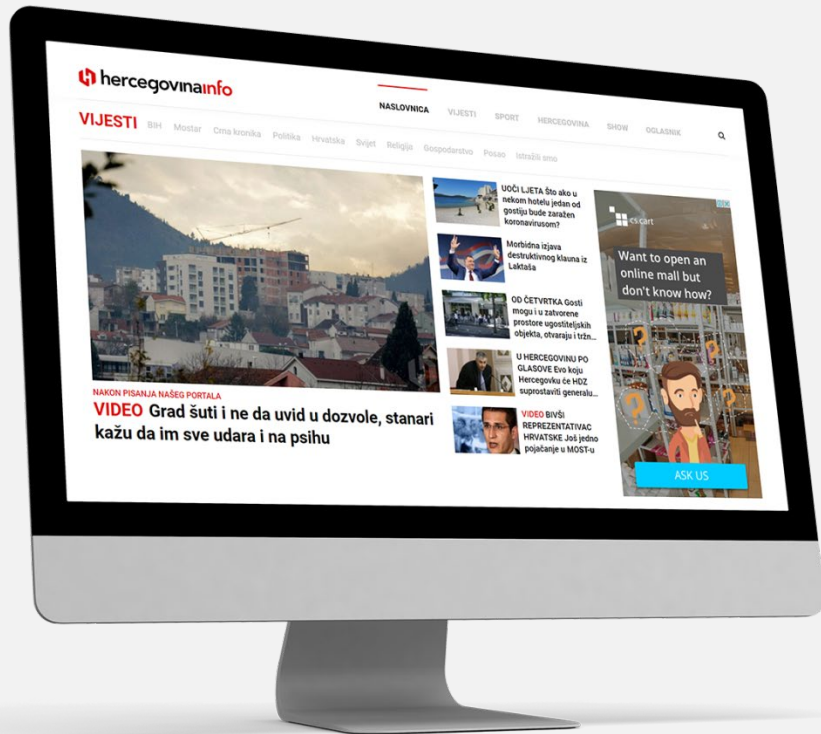 hercegovinainfo
NASLOVNICA VIJESTI SPORT HERCEGOVINA SHOW OGLASNIK
VIJESTI BIH Mostar Crna kronika Politika Hrvatska Svijet Religija Gospodarstvo Posao Istražili smo
NAKON PISANJA NAŠEG PORTALA
VIDEO Grad šuti i ne da uvid u dozvole, stanari
kažu da im sve udara i na psihu
UOČI LJETA Što ako u
nekom hotelu jedan od
gostiju bude zaražen
koronavirusom?
Morbidna izjava
destruktivnog klauna iz
Laktaša
OD ČETVRTKA Gosti
mogu i u zatvorene
prostore ugostiteljskih
objekta, otvaraju i tržn...
U HERCEGOVINU PO
GLASOVE Evo koju
Hercegovku će HDZ
suprostaviti generalu...
VIDEO BIVŠI
REPREZENTATIVAC
HRVATSKE Još jedno
pojačanje u MOST-u
cs.cart
Want to open an
online mall but
don't know how?
ASK US